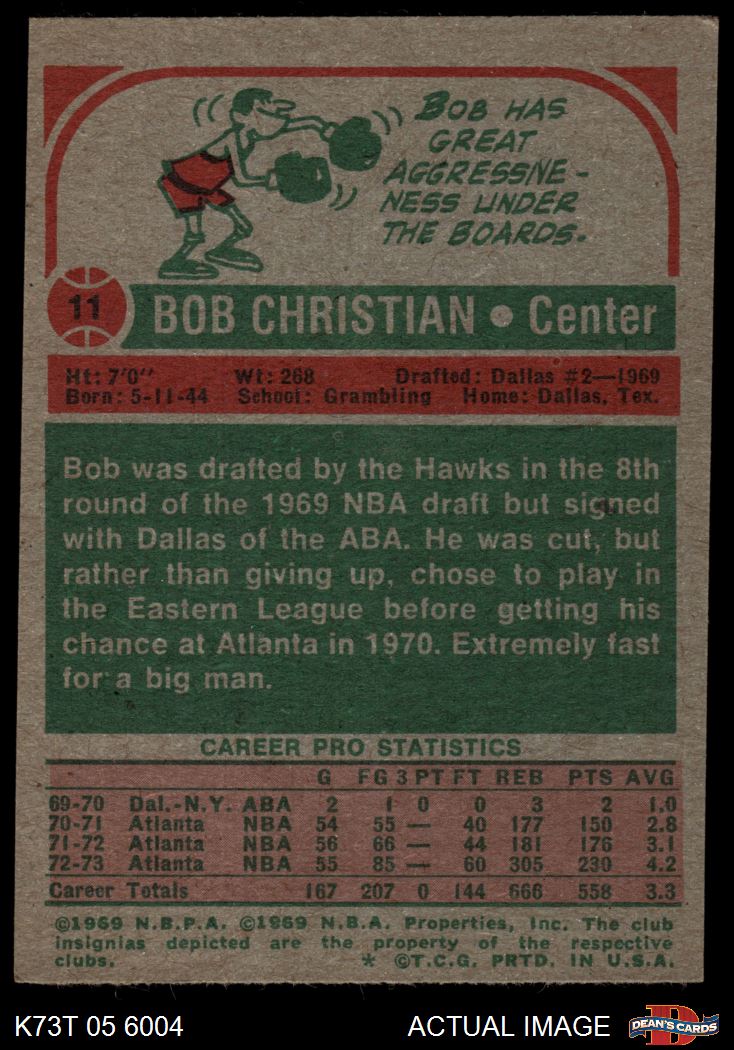 BOB HAS
GREAT
AGGRESSIVE-
NESS UNDER
THE BOARDS.
11
BOB CHRISTIAN • Center
Ht: 7'0" Wt: 268 Drafted: Dallas #2—1969
Born: 5-11-44 School: Grambling Home: Dallas, Tex.
Bob was drafted by the Hawks in the 8th
round of the 1969 NBA draft but signed
with Dallas of the ABA. He was cut, but
rather than giving up, chose to play in
the Eastern League before getting his
chance at Atlanta in 1970. Extremely fast
for a big man.
CAREER PRO STATISTICS
G FG 3 PT FT REB PTS AVG
69-70 Dal.-N.Y. ABA 2 1 0 0 3 2 1.0
70-71 Atlanta NBA 54 55 — 40 177 150 2.8
71-72 Atlanta NBA 56 66 — 44 181 176 3.1
72-73 Atlanta NBA 55 85 — 60 305 230 4.2
Career Totals 167 207 0 144 666 558 3.3
©1969 N.B.P.A. ©1969 N.B.A. Properties, Inc. The club
insignias depicted are the property of the respective
clubs. * ©T.C.G. PRTD. IN U.S.A.
K73T 05 6004 ACTUAL IMAGE DEAN'S CARDS